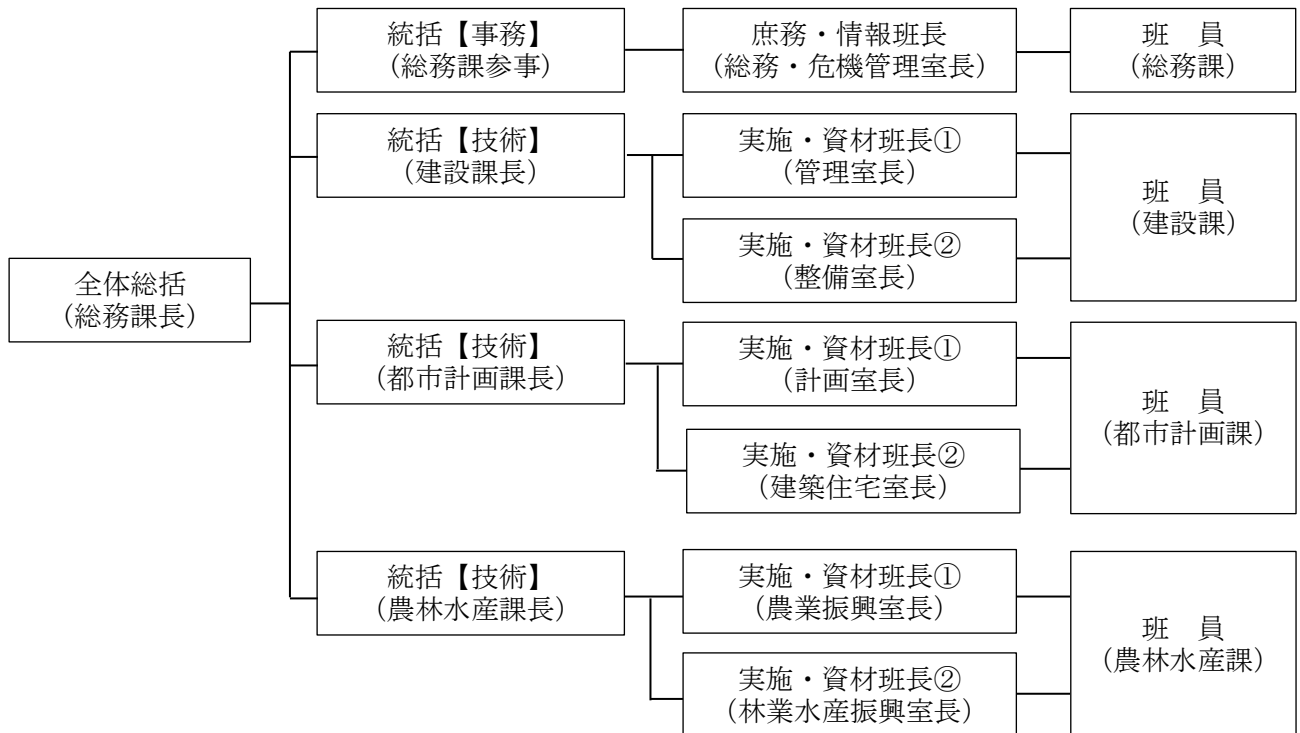 統括【事務】
(総務課参事)
庶務・情報班長
(総務・危機管理室長)
班　員
(総務課)
統括【技術】
(建設課長)
実施・資材班長①
(管理室長)
実施・資材班長②
(整備室長)
班　員
(建設課)
全体総括
(総務課長)
統括【技術】
(都市計画課長)
実施・資材班長①
(計画室長)
実施・資材班長②
(建築住宅室長)
班　員
(都市計画課)
統括【技術】
(農林水産課長)
実施・資材班長①
(農業振興室長)
実施・資材班長②
(林業水産振興室長)
班　員
(農林水産課)